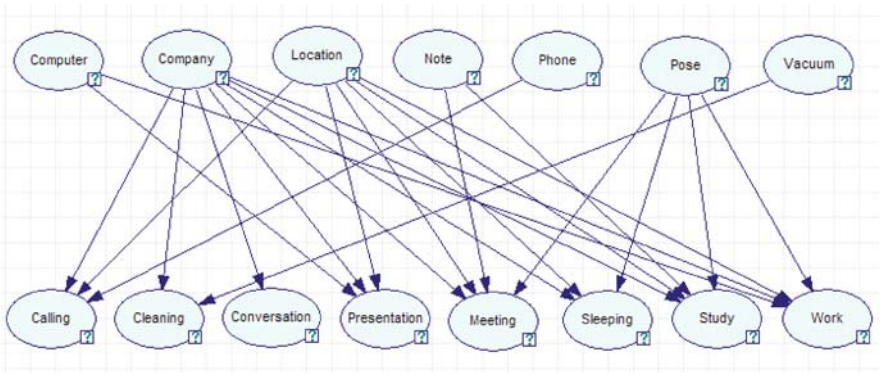 Computer
Company
Location
Note
Phone
Pose
Vacuum
?
?
?
?
?
?
?
Calling
Cleaning
Conversation
Presentation
Meeting
Sleeping
Study
Work
?
?
?
?
?
?
?
?